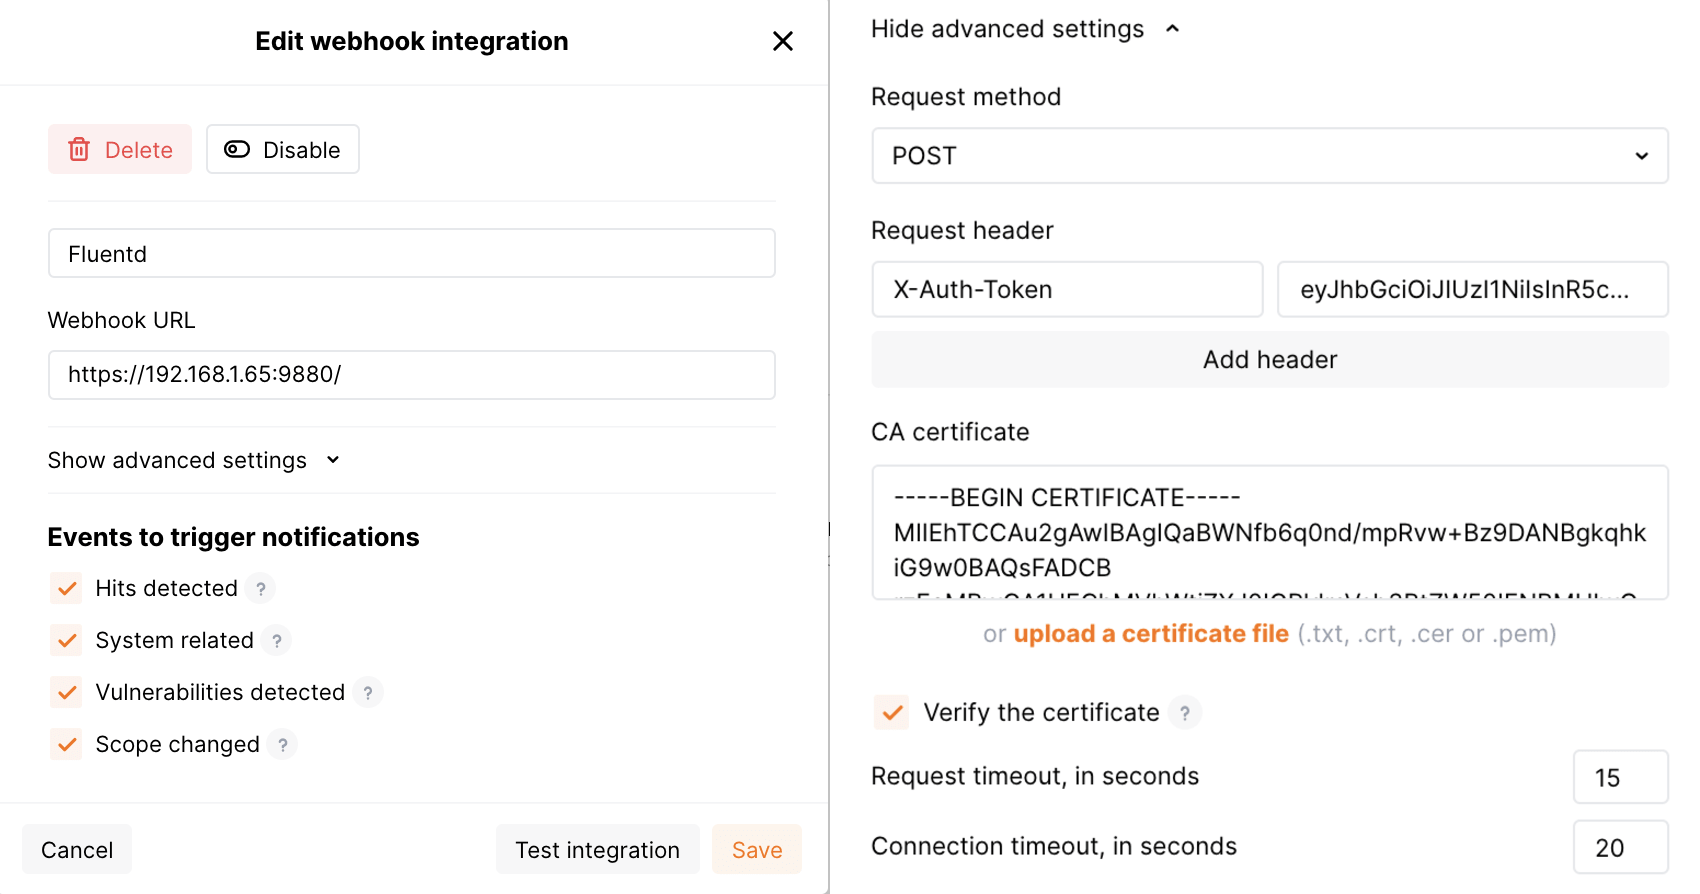 Edit webhook integration
Delete
Disable
Fluentd
Webhook URL
https://192.168.1.65:9880/
Show advanced settings
Events to trigger notifications
Hits detected ?
System related ?
Vulnerabilities detected ?
Scope changed ?
Cancel
Test integration
Save
Hide advanced settings
Request method
POST
Request header
X-Auth-Token
eyJhbGciOiJIUzI1NiIsInR5c...
Add header
CA certificate
-----BEGIN CERTIFICATE-----
MIIEhTCCAu2gAwIBAgIQaBWNfb6q0nd/mpRvw+Bz9DANBgkqhk
iG9w0BAQsFADCB
or upload a certificate file (.txt, .crt, .cer or .pem)
Verify the certificate ?
Request timeout, in seconds
15
Connection timeout, in seconds
20